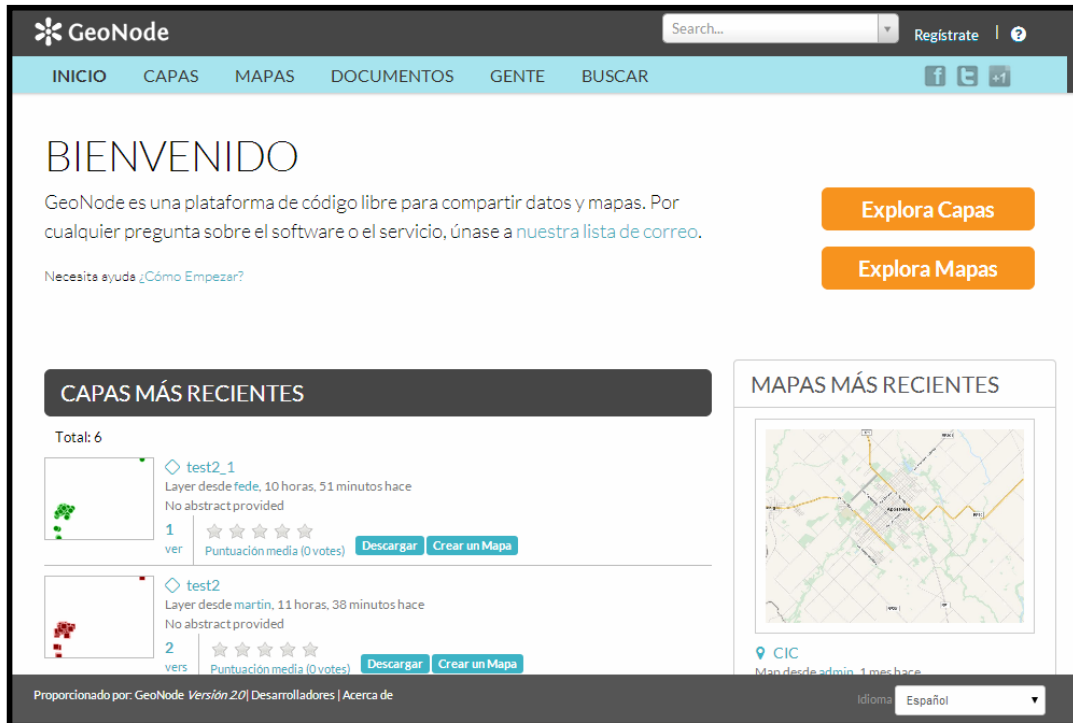 GeoNode
Search...
Regístrate | ?
INICIO CAPAS MAPAS DOCUMENTOS GENTE BUSCAR
f t +1
BIENVENIDO
GeoNode es una plataforma de código libre para compartir datos y mapas. Por
cualquier pregunta sobre el software o el servicio, únase a nuestra lista de correo.
Necesita ayuda ¿Cómo Empezar?
Explora Capas
Explora Mapas
CAPAS MÁS RECIENTES
Total: 6
test2_1
Layer desde fede, 10 horas, 51 minutos hace
No abstract provided
1
ver
Puntuación media (0 votes)
Descargar
Crear un Mapa
test2
Layer desde martin, 11 horas, 38 minutos hace
No abstract provided
2
vers
Puntuación media (0 votes)
Descargar
Crear un Mapa
MAPAS MÁS RECIENTES
CIC
Map desde admin, 1 mes hace
Proporcionado por: GeoNode Versión 2.0| Desarrolladores | Acerca de
Idioma
Español